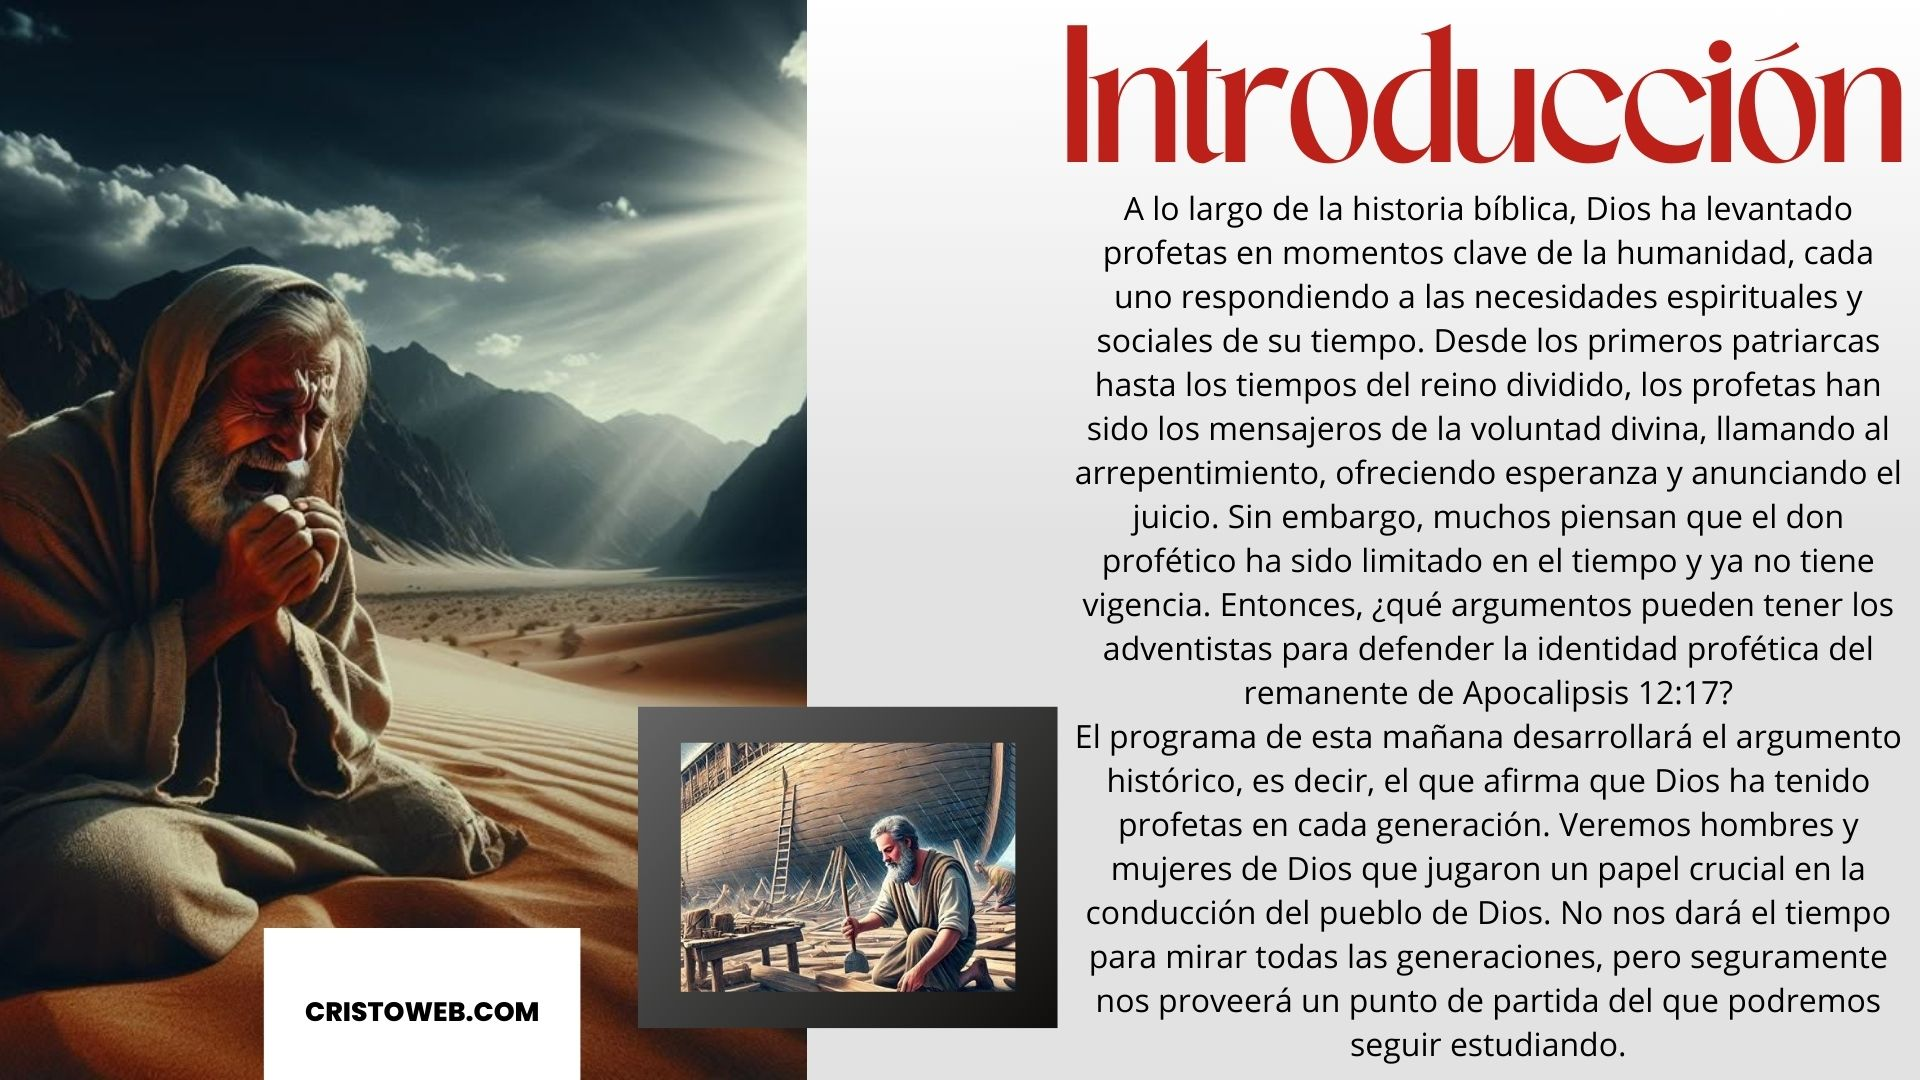 Introducción
A lo largo de la historia bíblica, Dios ha levantado
profetas en momentos clave de la humanidad, cada
uno respondiendo a las necesidades espirituales y
sociales de su tiempo. Desde los primeros patriarcas
hasta los tiempos del reino dividido, los profetas han
sido los mensajeros de la voluntad divina, llamando al
arrepentimiento, ofreciendo esperanza y anunciando el
juicio. Sin embargo, muchos piensan que el don
profético ha sido limitado en el tiempo y ya no tiene
vigencia. Entonces, ¿qué argumentos pueden tener los
adventistas para defender la identidad profética del
remanente de Apocalipsis 12:17?
El programa de esta mañana desarrollará el argumento
histórico, es decir, el que afirma que Dios ha tenido
profetas en cada generación. Veremos hombres y
mujeres de Dios que jugaron un papel crucial en la
conducción del pueblo de Dios. No nos dará el tiempo
para mirar todas las generaciones, pero seguramente
nos proveerá un punto de partida del que podremos
seguir estudiando.
CRISTOWEB.COM